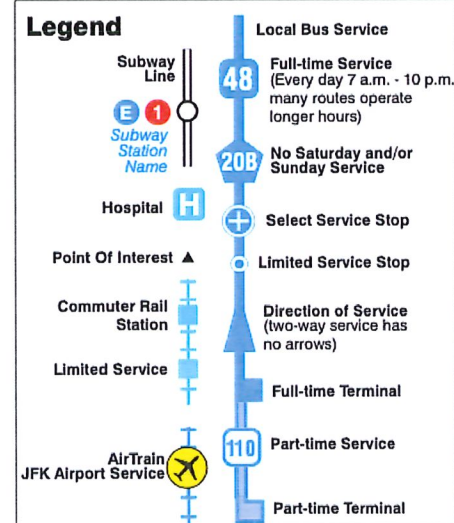 Legend
Subway
Line
E 1
Subway
Station
Name
Hospital H
Point Of Interest
Commuter Rail
Station
Limited Service
AirTrain
JFK Airport Service
Local Bus Service
48 Full-time Service
(Every day 7 a.m. - 10 p.m.
many routes operate
longer hours)
20B No Saturday and/or
Sunday Service
Select Service Stop
Limited Service Stop
Direction of Service
(two-way service has
no arrows)
Full-time Terminal
110 Part-time Service
Part-time Terminal